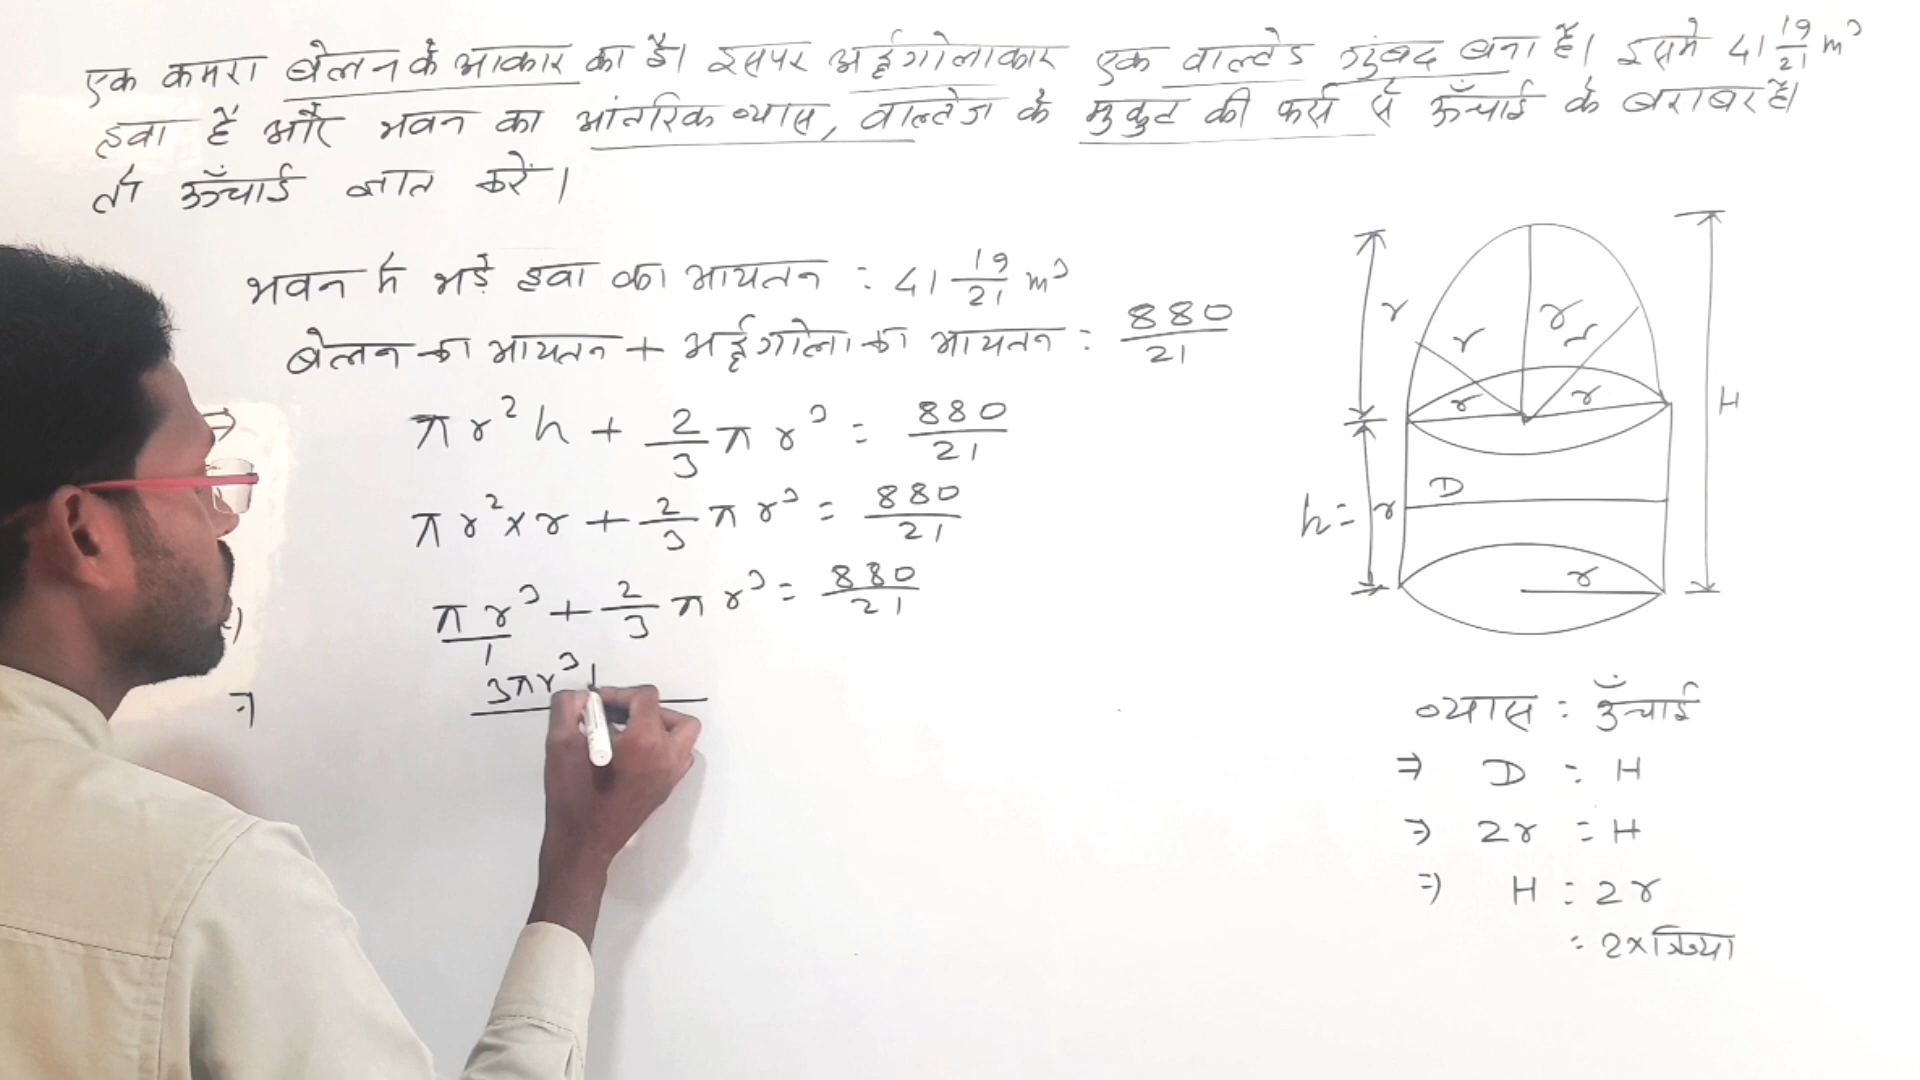 एक कमरा बेलन के आकार का है। इसपर अर्द्धगोलाकार एक वाल्टेड गुंबद बना है। इसमे 41 19/21 m³
हवा है और भवन का आंतरिक व्यास, वाल्टेज के मुकुट की फर्स से ऊँचाई के बराबर है।
तो ऊँचाई ज्ञात करें।
भवन में भड़े हवा का आयतन = 41 19/21 m³
बेलन का आयतन + अर्द्धगोला का आयतन = 880/21
⇒ πr²h + 2/3 πr³ = 880/21
πr²×r + 2/3 πr³ = 880/21
⇒ πr³/1 + 2/3 πr³ = 880/21
⇒ 3πr³
r
r
r
r
r
r
H
D
h = r
r
व्यास = ऊँचाई
⇒ D = H
⇒ 2r = H
⇒ H = 2r
= 2×त्रिज्या